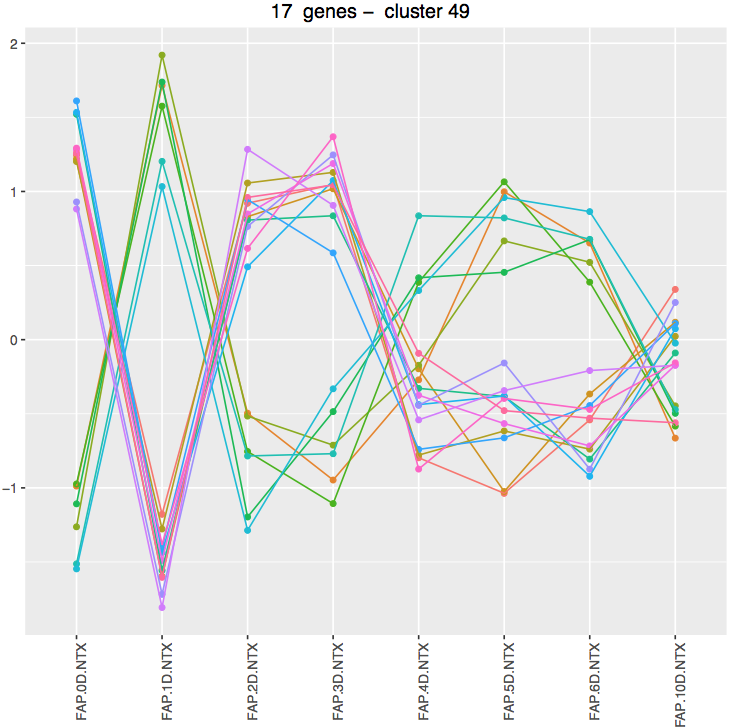 17 genes – cluster 49
2
1
0
−1
FAP.0D.NTX
FAP.1D.NTX
FAP.2D.NTX
FAP.3D.NTX
FAP.4D.NTX
FAP.5D.NTX
FAP.6D.NTX
FAP.10D.NTX